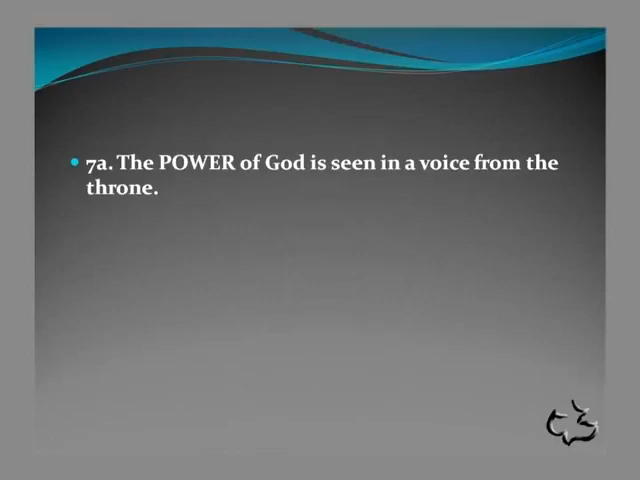 7a. The POWER of God is seen in a voice from the
throne.